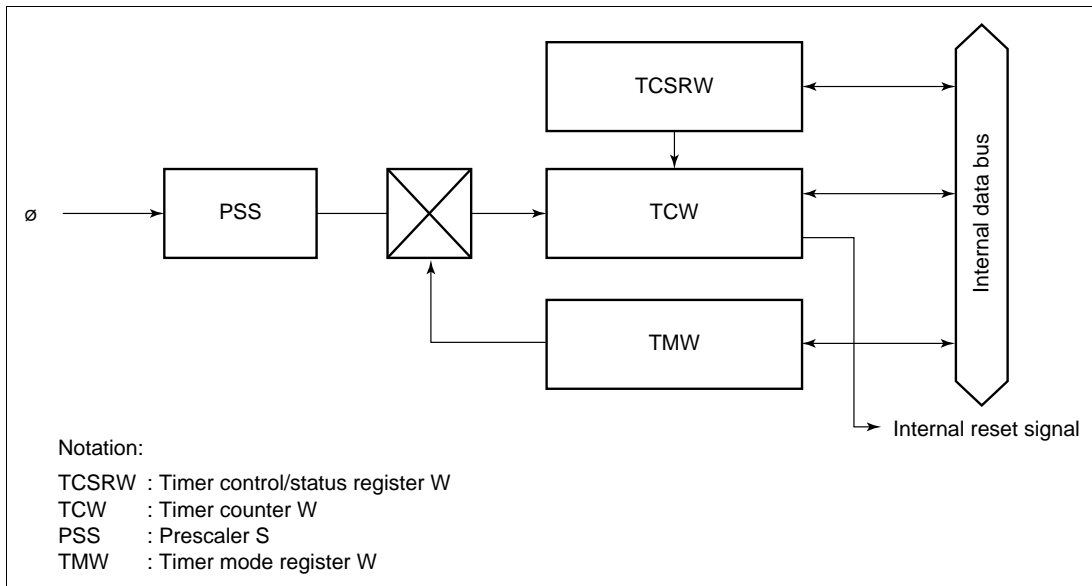 TCSRW
ø
PSS
TCW
TMW
Internal data bus
Internal reset signal
Notation:
TCSRW : Timer control/status register W
TCW : Timer counter W
PSS : Prescaler S
TMW : Timer mode register W